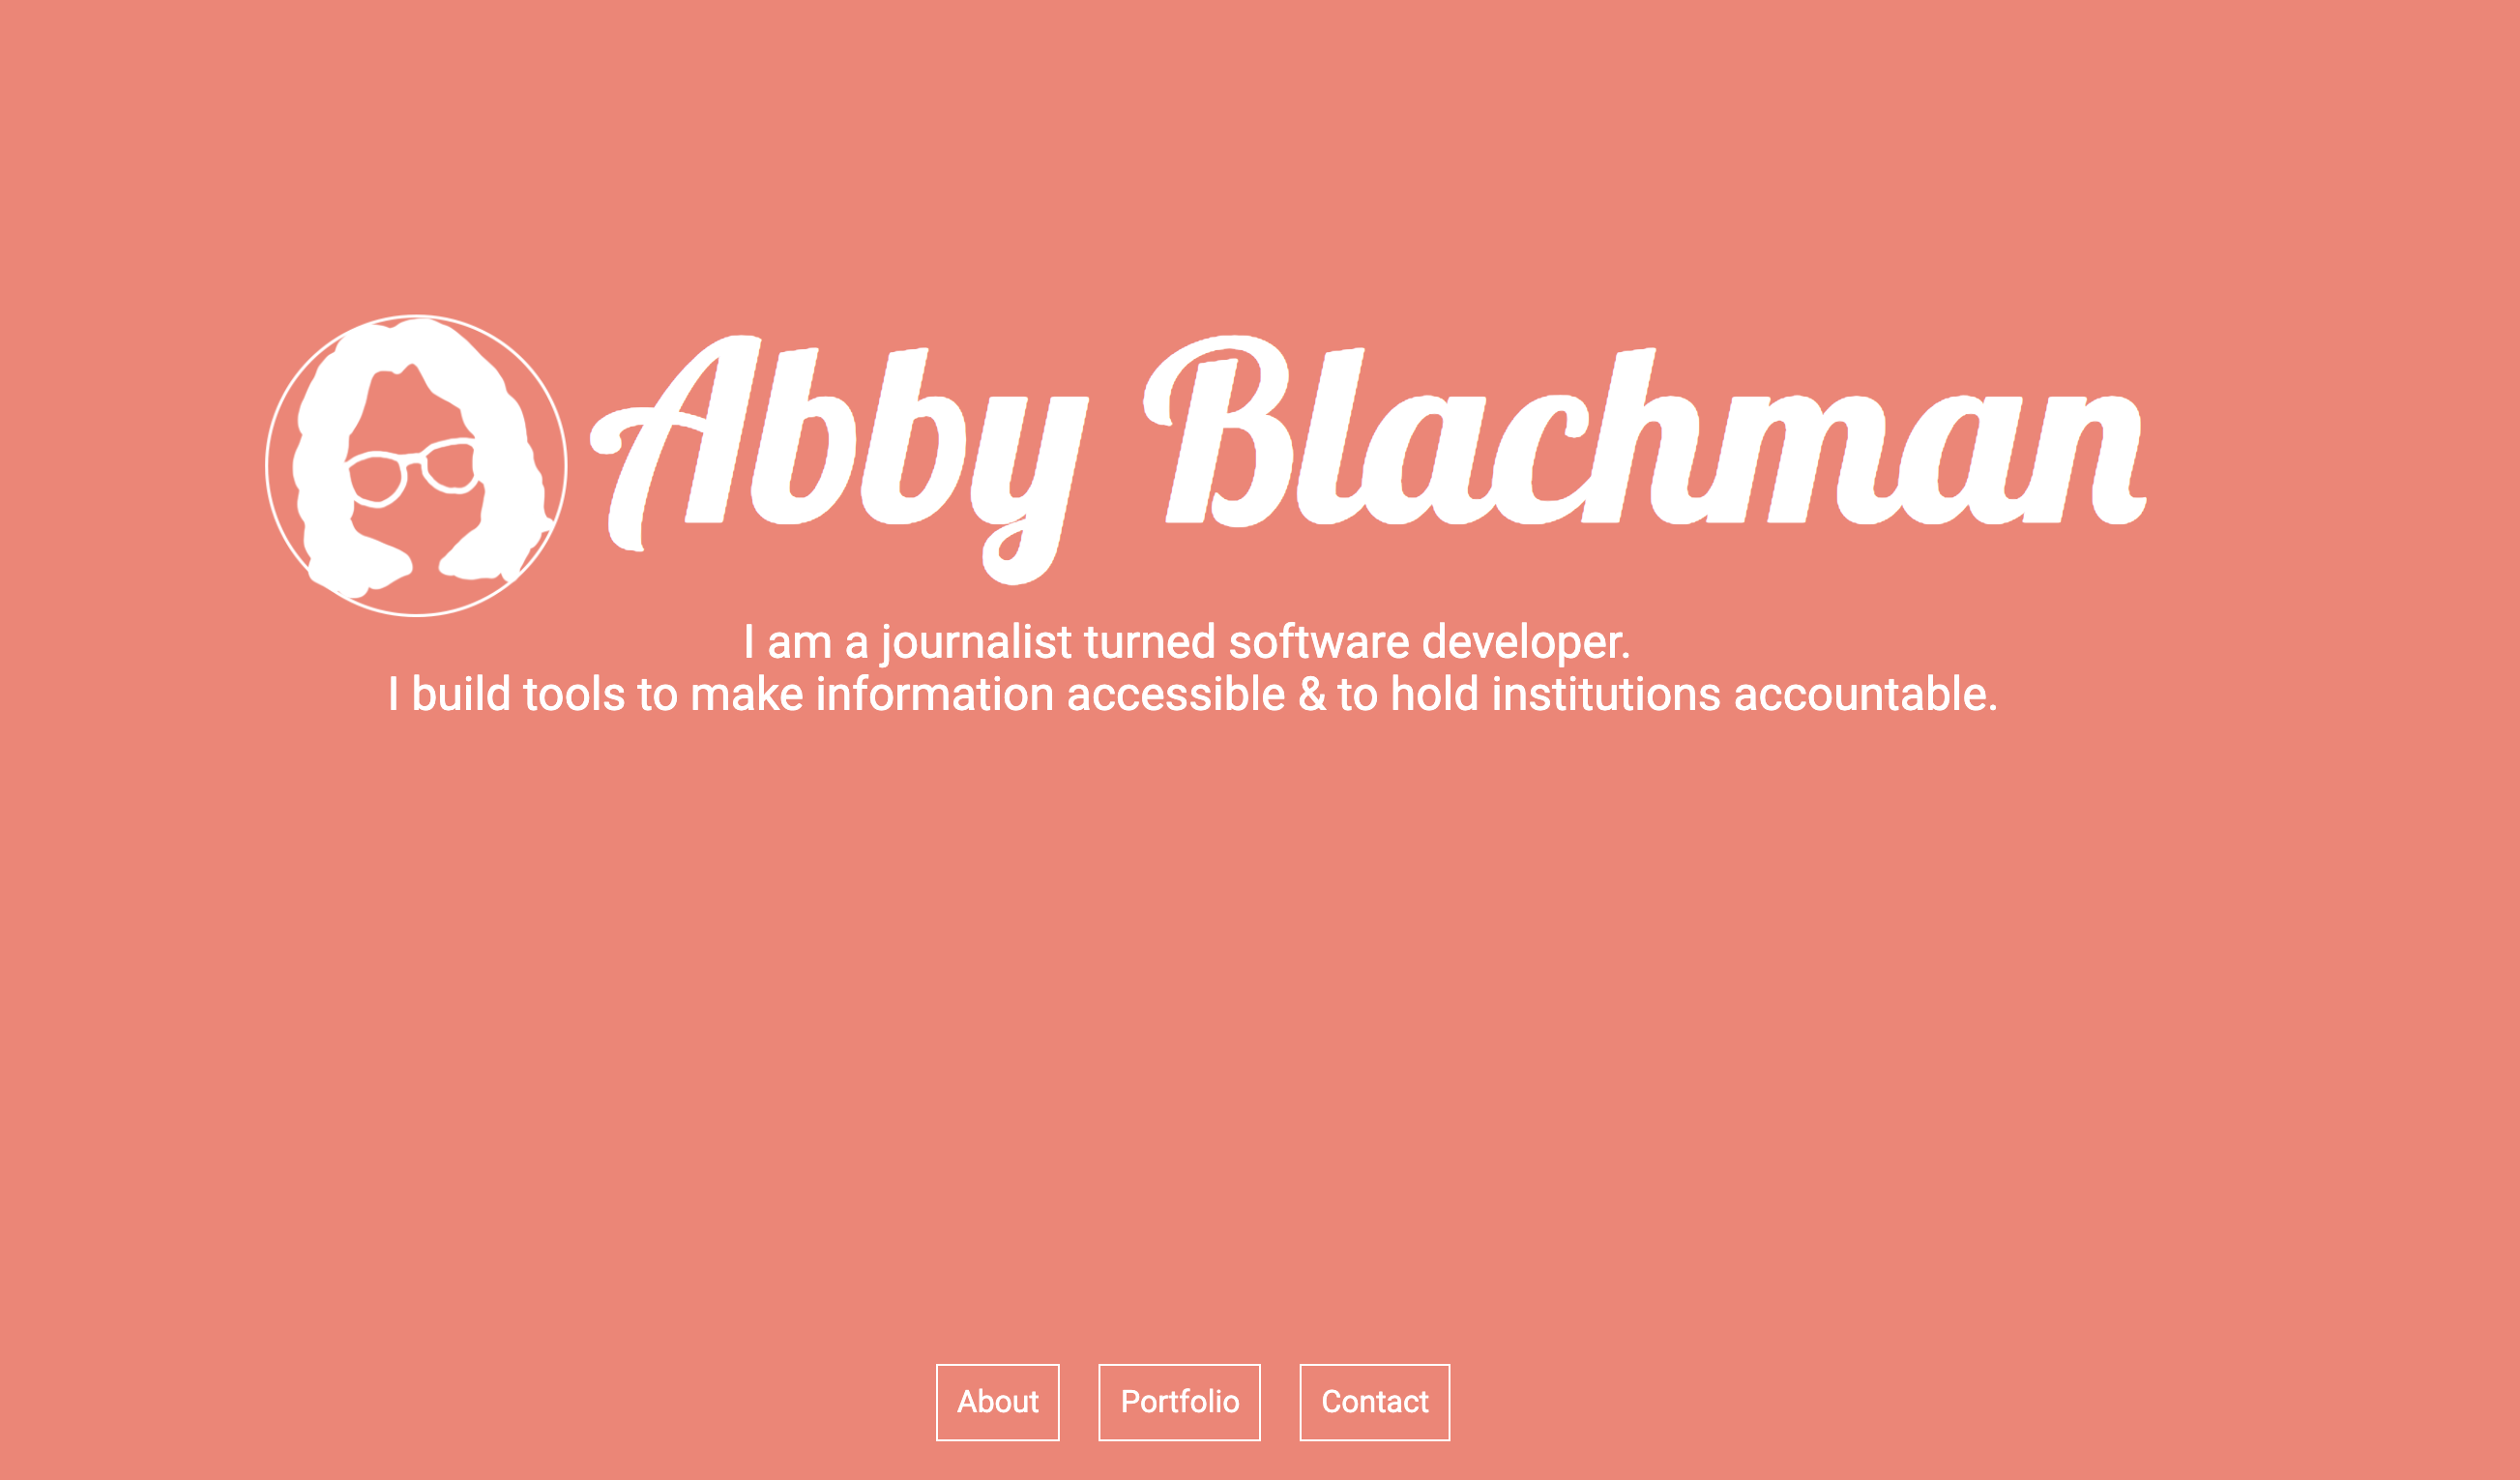 Abby Blachman
I am a journalist turned software developer.
I build tools to make information accessible & to hold institutions accountable.
About
Portfolio
Contact